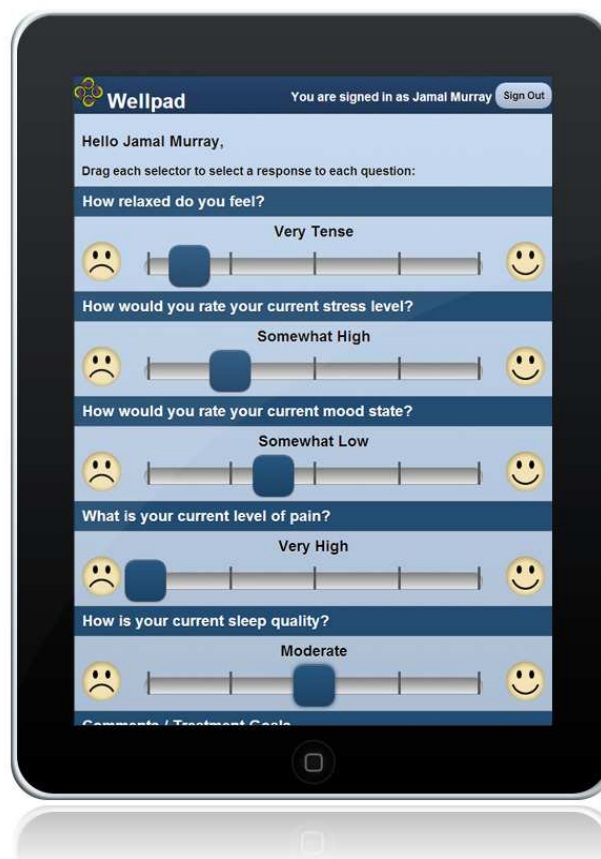 Wellpad
You are signed in as Jamal Murray
Sign Out
Hello Jamal Murray,
Drag each selector to select a response to each question:
How relaxed do you feel?
Very Tense
How would you rate your current stress level?
Somewhat High
How would you rate your current mood state?
Somewhat Low
What is your current level of pain?
Very High
How is your current sleep quality?
Moderate
Comments / Treatment Goals